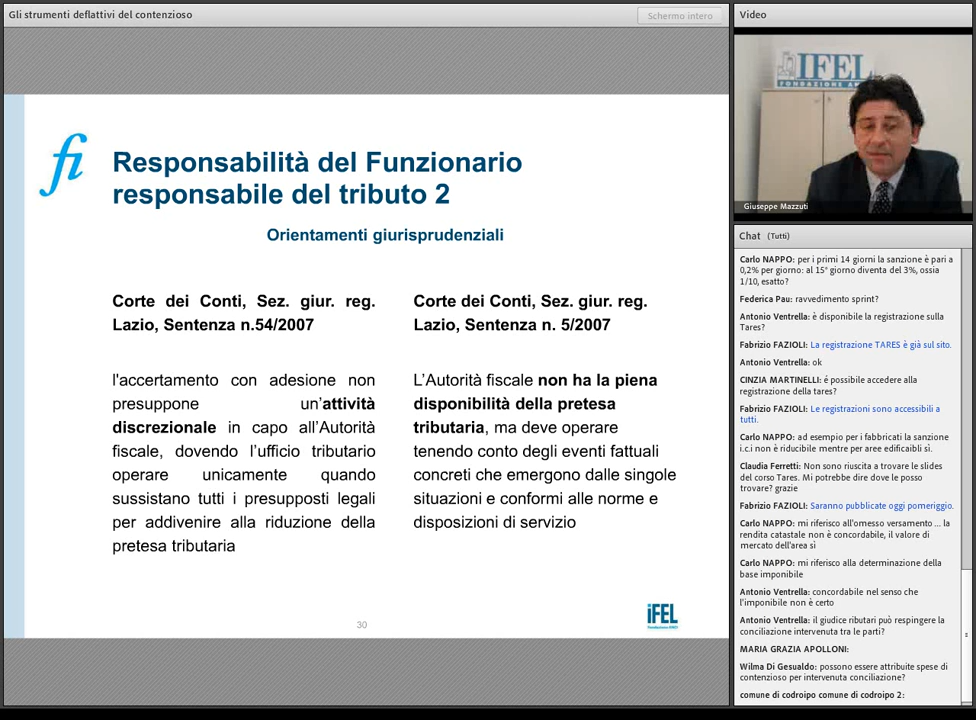 Gli strumenti deflattivi del contenzioso
Schermo intero
fi
Responsabilità del Funzionario
responsabile del tributo 2
Orientamenti giurisprudenziali
Corte dei Conti, Sez. giur. reg.
Lazio, Sentenza n.54/2007
l'accertamento con adesione non
presuppone un'attività
discrezionale in capo all'Autorità
fiscale, dovendo l'ufficio tributario
operare unicamente quando
sussistano tutti i presupposti legali
per addivenire alla riduzione della
pretesa tributaria
Corte dei Conti, Sez. giur. reg.
Lazio, Sentenza n. 5/2007
L'Autorità fiscale non ha la piena
disponibilità della pretesa
tributaria, ma deve operare
tenendo conto degli eventi fattuali
concreti che emergono dalle singole
situazioni e conformi alle norme e
disposizioni di servizio
30
iFEL
Video
IFEL
FONDAZIONE AN
Giuseppe Mazzuti
Chat (Tutti)
Carlo NAPPO: per i primi 14 giorni la sanzione è pari a
0,2% per giorno: al 15° giorno diventa del 3%, ossia
1/10, esatto?
Federica Pau: ravvedimento sprint?
Antonio Ventrella: è disponibile la registrazione sulla
Tares?
Fabrizio FAZIOLI: La registrazione TARES è già sul sito.
Antonio Ventrella: ok
CINZIA MARTINELLI: é possibile accedere alla
registrazione della tares?
Fabrizio FAZIOLI: Le registrazioni sono accessibili a
tutti.
Carlo NAPPO: ad esempio per i fabbricati la sanzione
i.c.i non è riducibile mentre per aree edificaibli sì.
Claudia Ferretti: Non sono riuscita a trovare le slides
del corso Tares. Mi potrebbe dire dove le posso
trovare? grazie
Fabrizio FAZIOLI: Saranno pubblicate oggi pomeriggio.
Carlo NAPPO: mi riferisco all'omesso versamento ... la
rendita catastale non è concordabile, il valore di
mercato dell'area sì
Carlo NAPPO: mi riferisco alla determinazione della
base imponibile
Antonio Ventrella: concordabile nel senso che
l'imponibile non è certo
Antonio Ventrella: il giudice ributari può respingere la
conciliazione intervenuta tra le parti?
MARIA GRAZIA APOLLONI:
Wilma Di Gesualdo: possono essere attribuite spese di
contenzioso per intervenuta conciliazione?
comune di codroipo comune di codroipo 2: